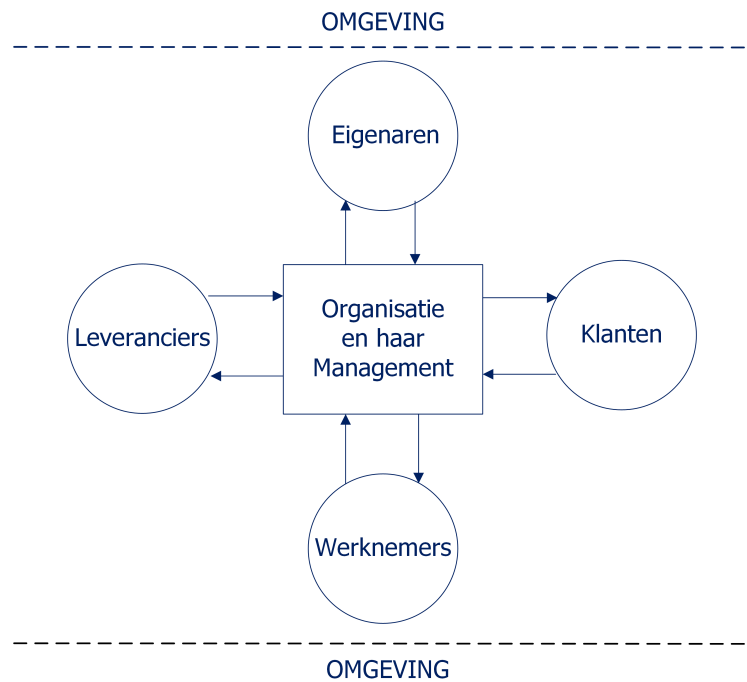 OMGEVING
Eigenaren
Leveranciers
Organisatie
en haar
Management
Klanten
Werknemers
OMGEVING